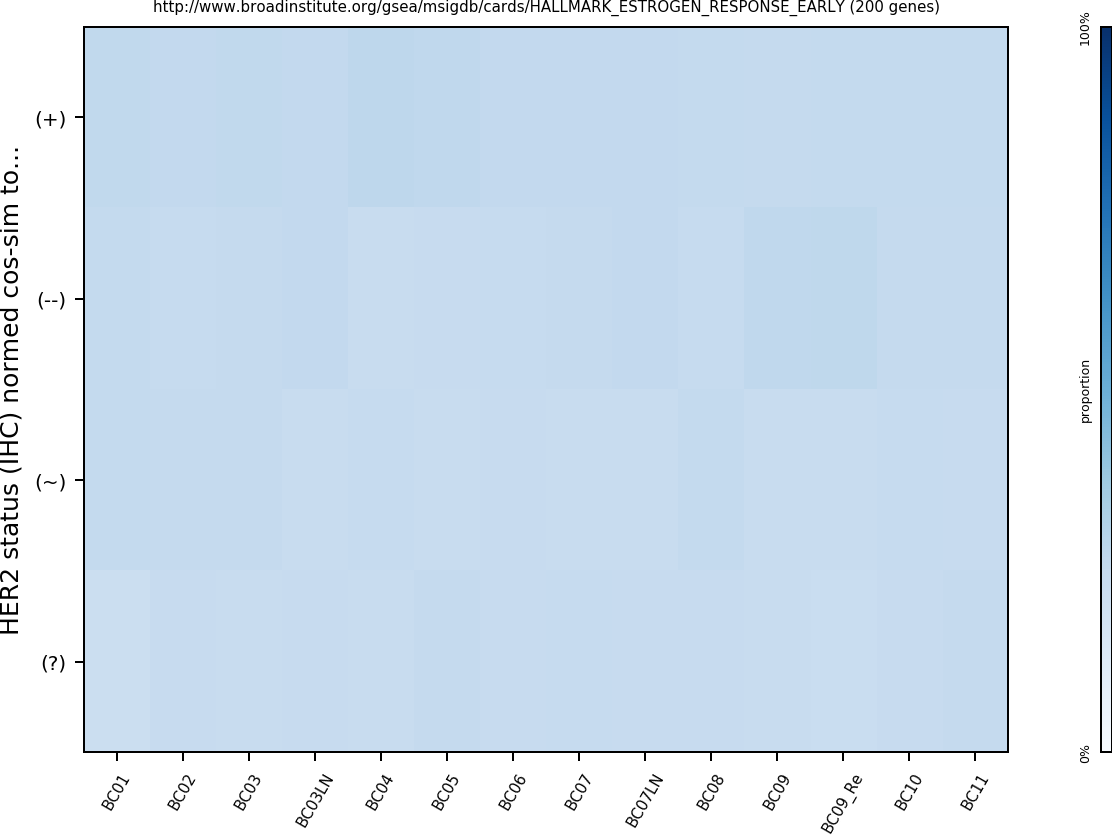 http://www.broadinstitute.org/gsea/msigdb/cards/HALLMARK_ESTROGEN_RESPONSE_EARLY (200 genes)
HER2 status (IHC) normed cos-sim to...
(+)
(--)
(~)
(?)
BC01
BC02
BC03
BC03LN
BC04
BC05
BC06
BC07
BC07LN
BC08
BC09
BC09_Re
BC10
BC11
100%
proportion
0%